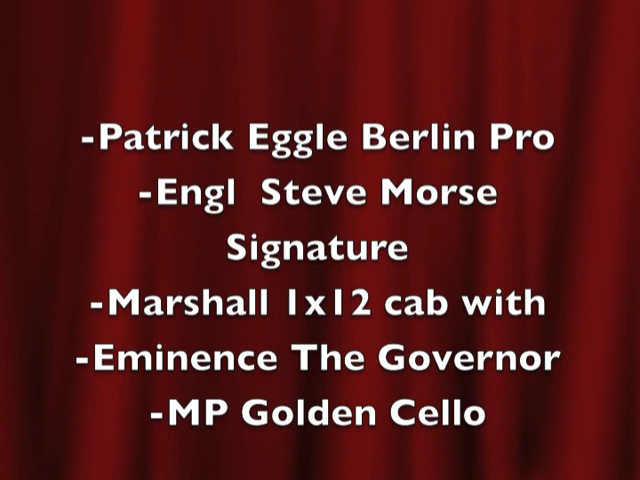 -Patrick Eggle Berlin Pro
-Engl  Steve Morse
Signature
-Marshall 1x12 cab with
-Eminence The Governor
-MP Golden Cello